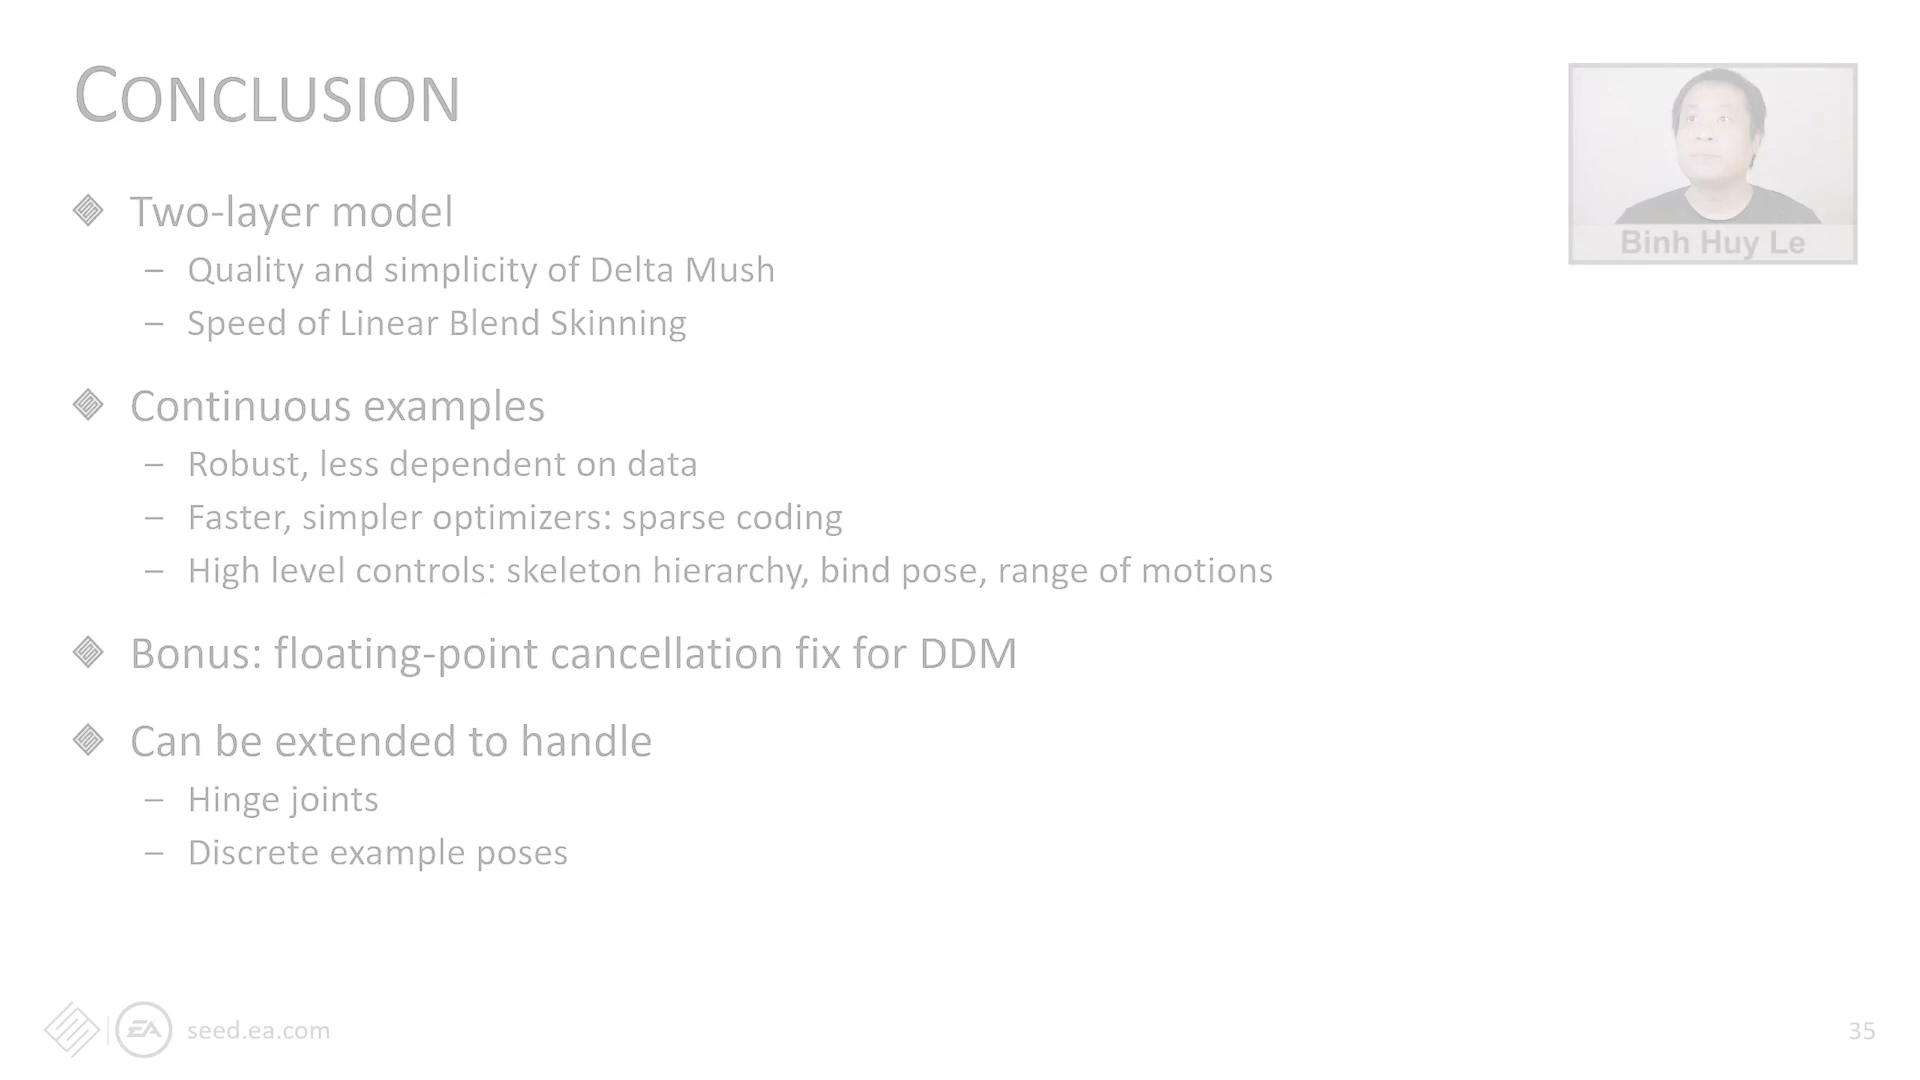 CONCLUSION
Binh Huy Le
Two-layer model
– Quality and simplicity of Delta Mush
– Speed of Linear Blend Skinning
Continuous examples
– Robust, less dependent on data
– Faster, simpler optimizers: sparse coding
– High level controls: skeleton hierarchy, bind pose, range of motions
Bonus: floating-point cancellation fix for DDM
Can be extended to handle
– Hinge joints
– Discrete example poses
EA seed.ea.com
35